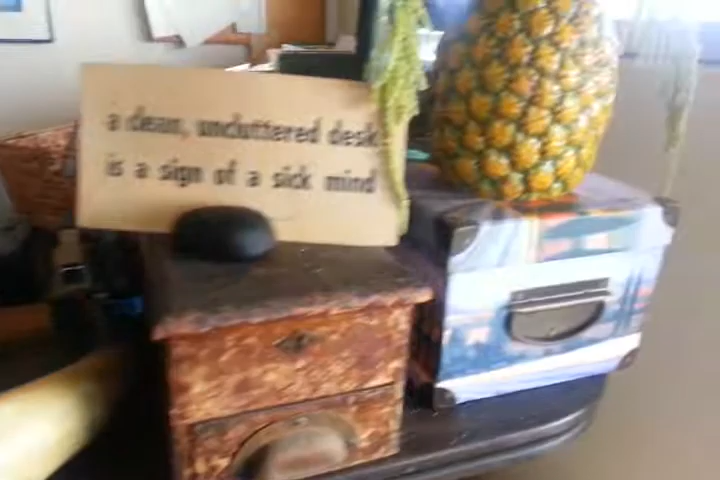 a clean, uncluttered desk
is a sign of a sick mind